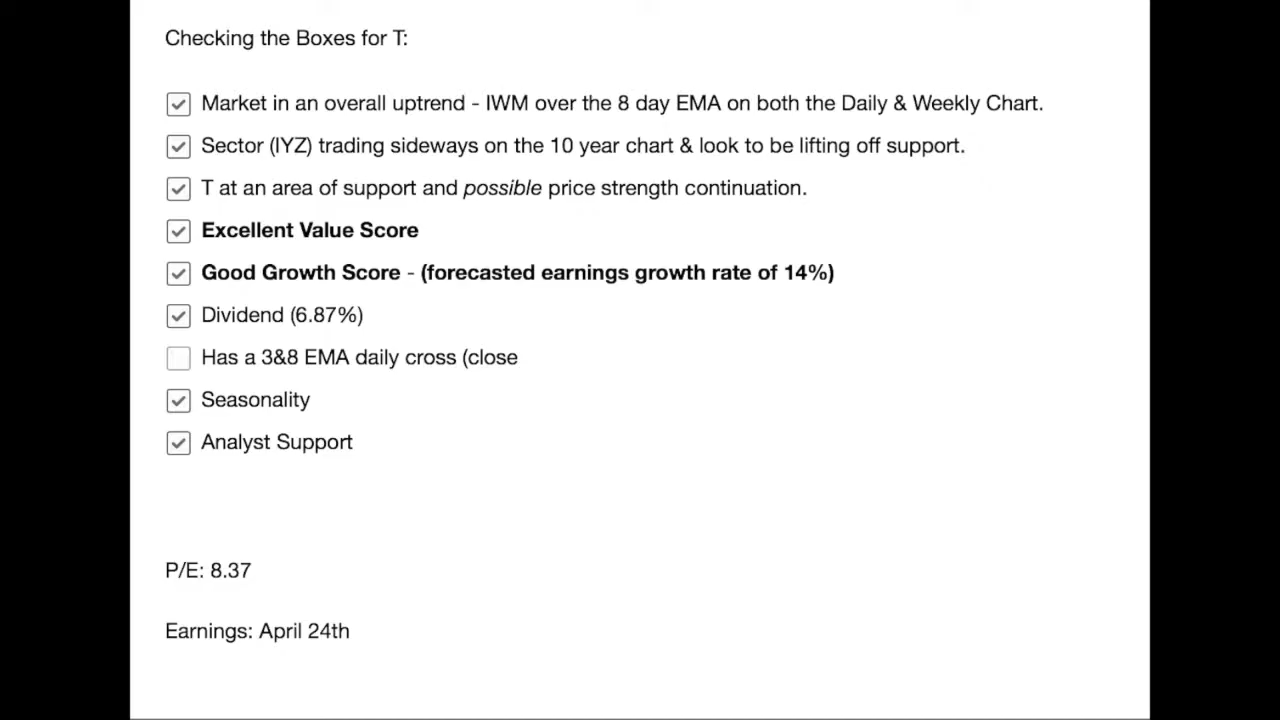 Checking the Boxes for T:
Market in an overall uptrend - IWM over the 8 day EMA on both the Daily & Weekly Chart.
Sector (IYZ) trading sideways on the 10 year chart & look to be lifting off support.
T at an area of support and possible price strength continuation.
Excellent Value Score
Good Growth Score - (forecasted earnings growth rate of 14%)
Dividend (6.87%)
Has a 3&8 EMA daily cross (close
Seasonality
Analyst Support
P/E: 8.37
Earnings: April 24th